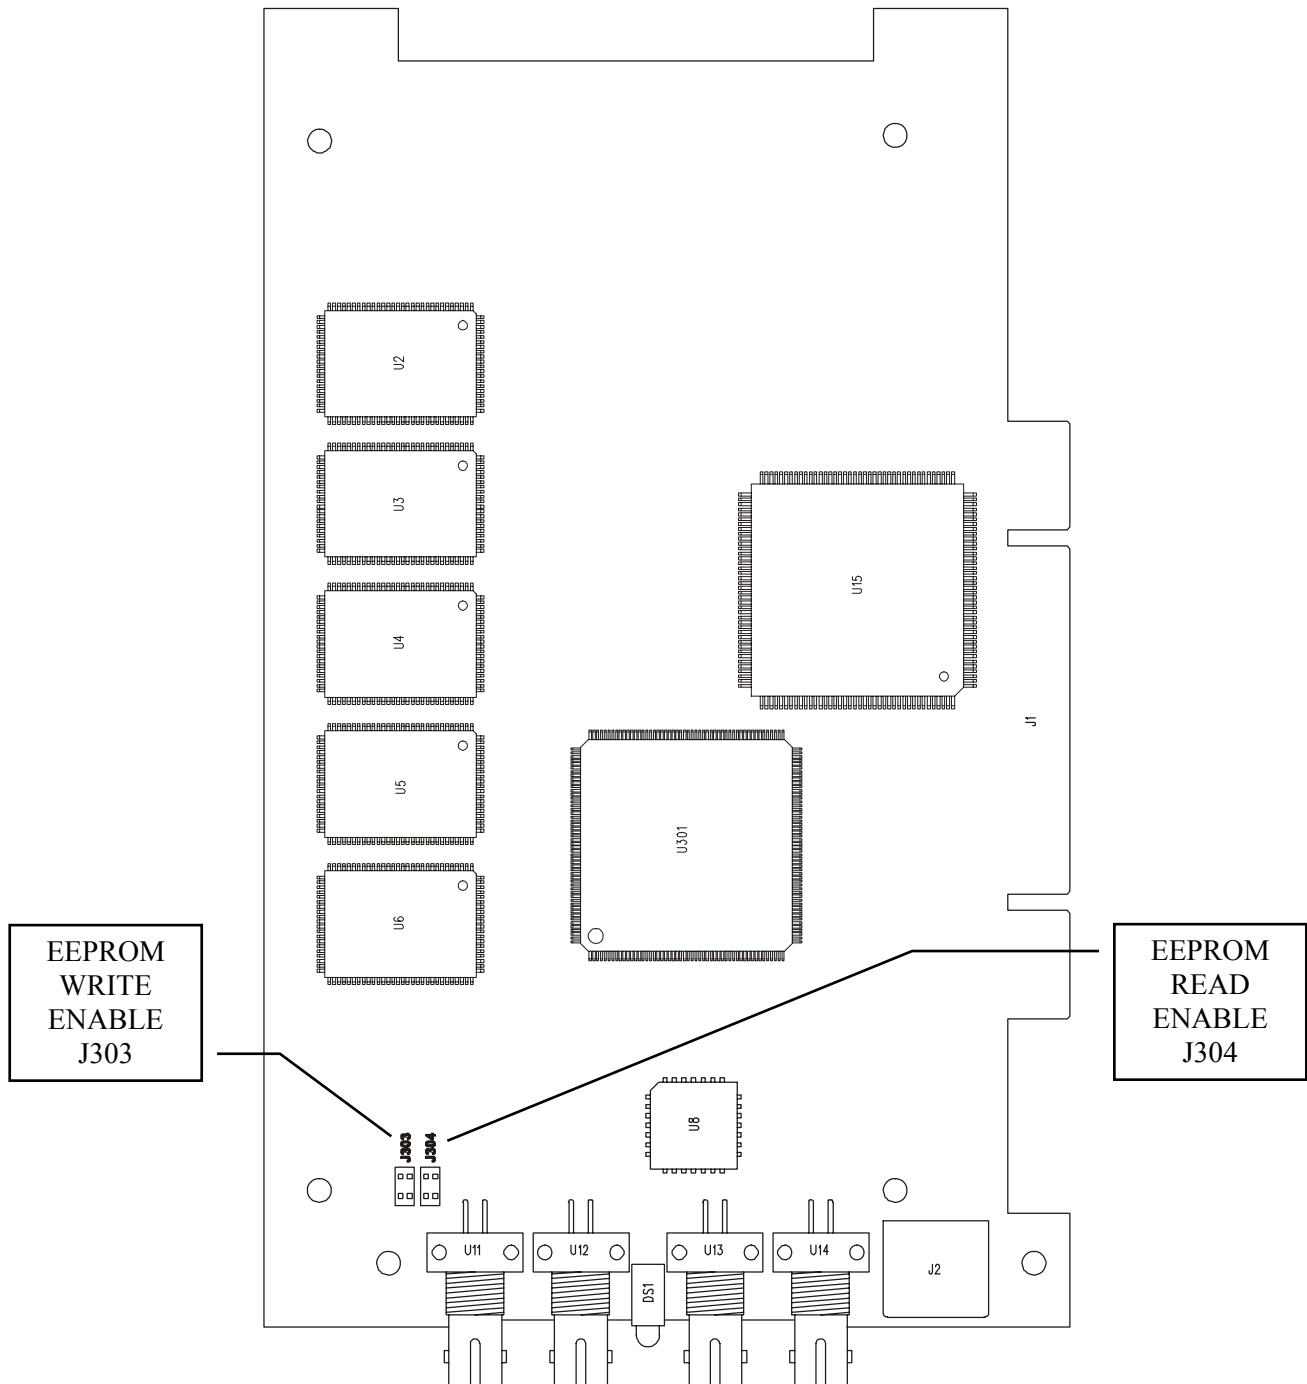 U2
U3
U15
U4
J1
U5
U301
U6
EEPROM
WRITE
ENABLE
J303
EEPROM
READ
ENABLE
J304
U8
J303
J304
U11
U12
U13
U14
J2
DS1